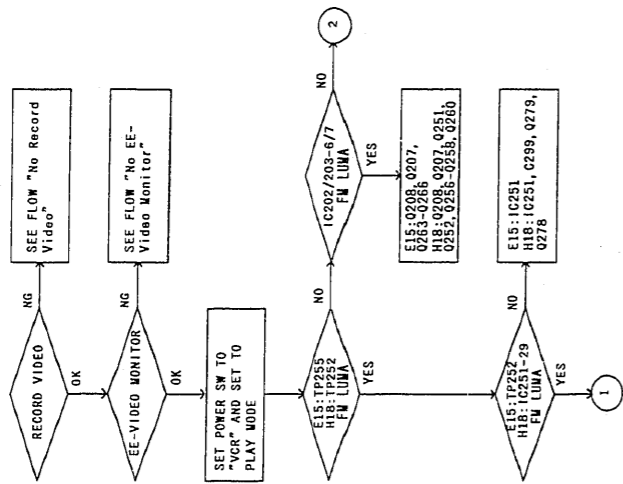 RECORD VIDEO
NG
SEE FLOW "No Record
Video"
OK
EE-VIDEO MONITOR
NG
SEE FLOW "No EE-
Video Monitor"
OK
SET POWER SW TO
"VCR" AND SET TO
PLAY MODE
E15:TP255
H18:TP252
FM LUMA
NO
IC202/203-6/7
FM LUMA
NO
2
YES
E15:Q208,Q207,
Q263-Q266
H18:Q208,Q207,Q251,
Q252,Q256-Q258,Q260
YES
E15:TP252
H18:IC251-29
FM LUMA
NO
E15:IC251
H18:IC251,C299,Q279,
Q278
YES
1